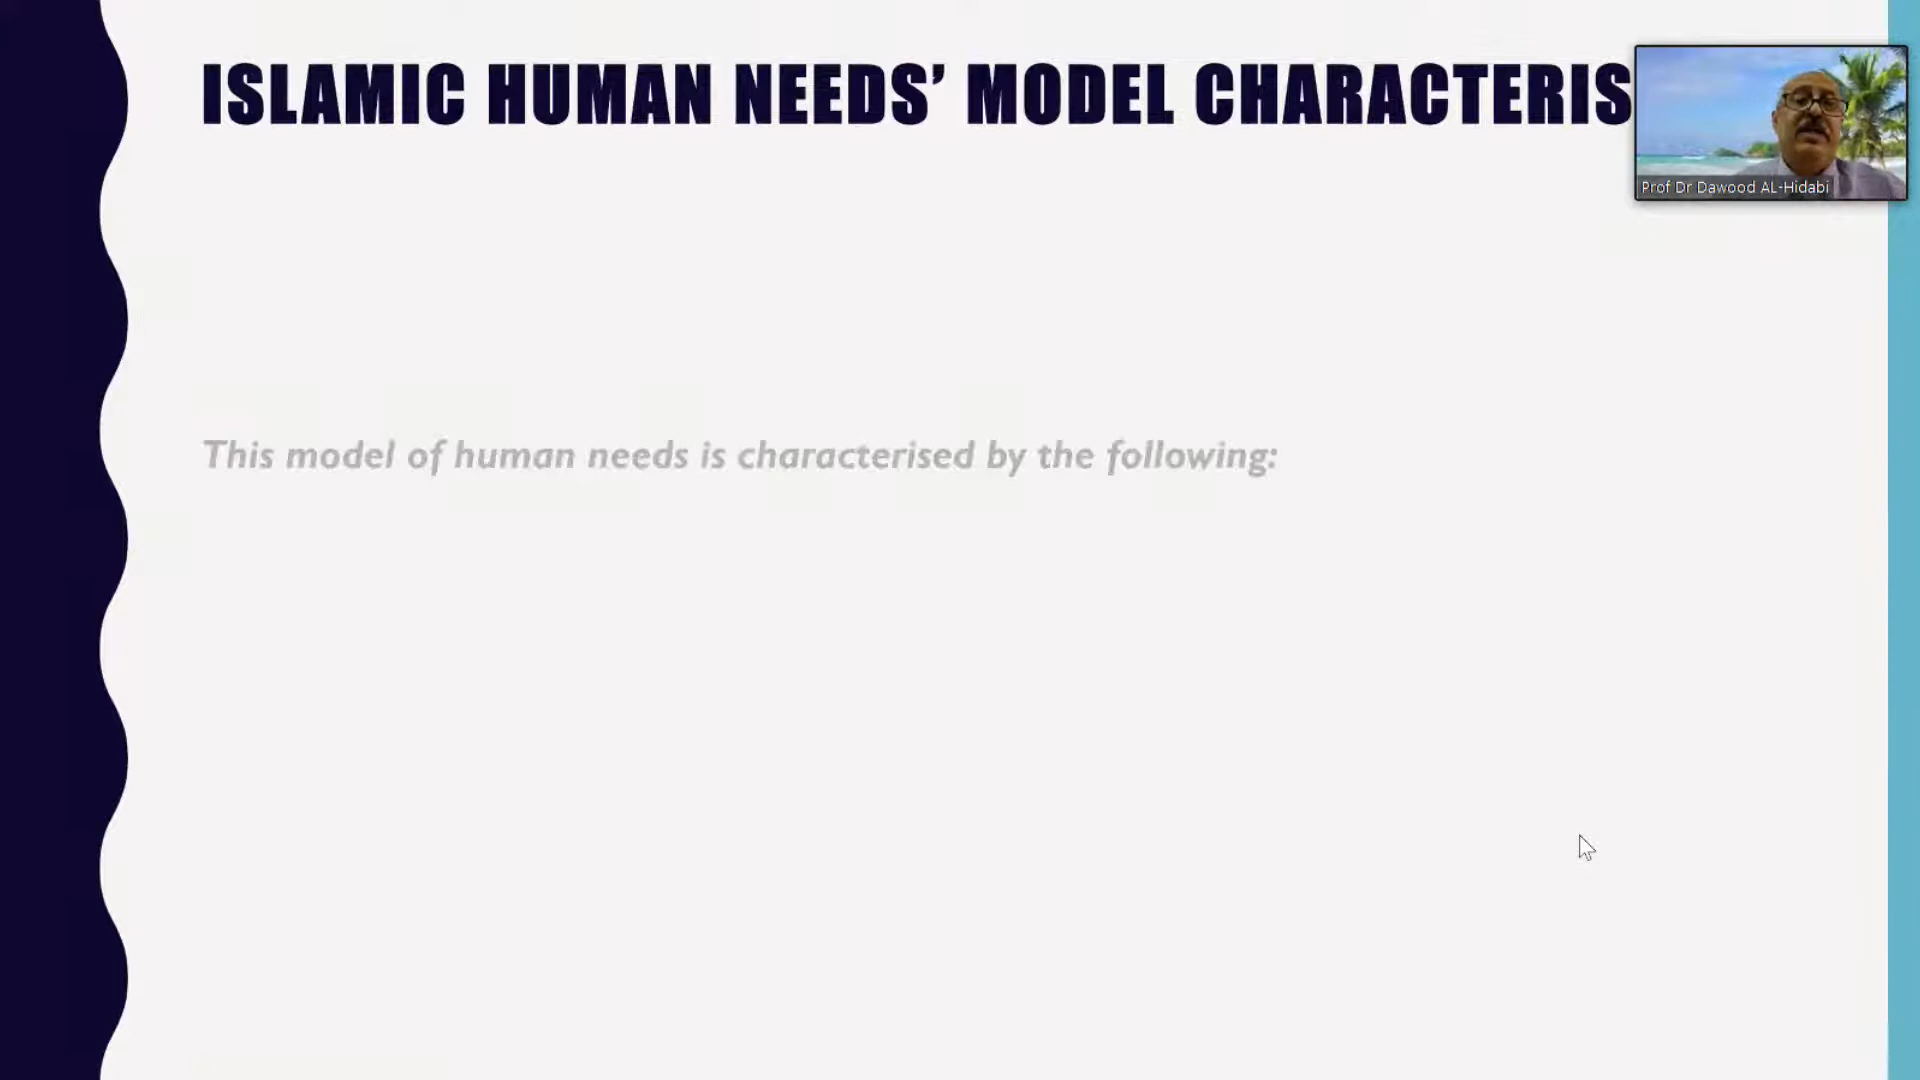 ISLAMIC HUMAN NEEDS’ MODEL CHARACTERIS
Prof Dr Dawood AL-Hidabi
This model of human needs is characterised by the following: